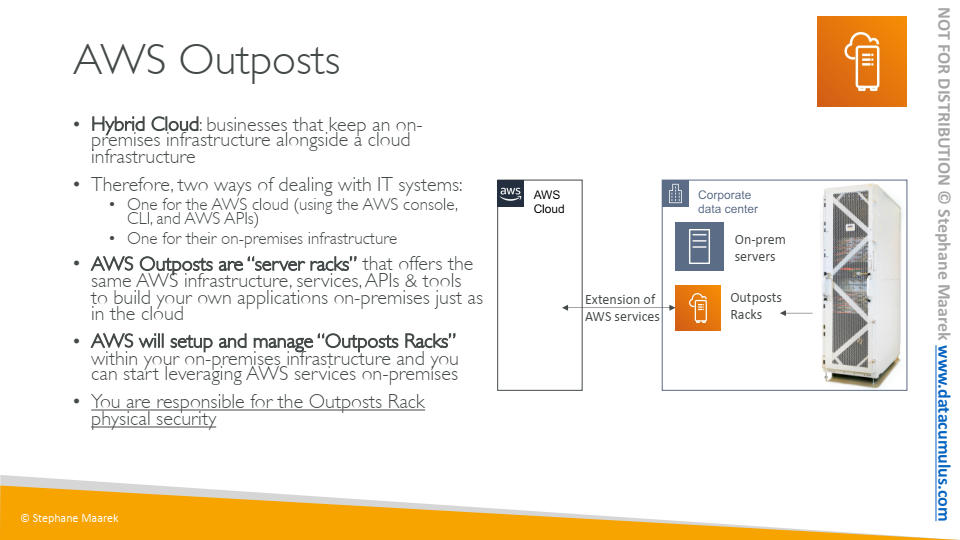 AWS Outposts
• Hybrid Cloud: businesses that keep an on-
premises infrastructure alongside a cloud
infrastructure
• Therefore, two ways of dealing with IT systems:
• One for the AWS cloud (using the AWS console,
CLI, and AWS APIs)
• One for their on-premises infrastructure
• AWS Outposts are “server racks” that offers the
same AWS infrastructure, services, APIs & tools
to build your own applications on-premises just as
in the cloud
• AWS will setup and manage “Outposts Racks”
within your on-premises infrastructure and you
can start leveraging AWS services on-premises
• You are responsible for the Outposts Rack
physical security
aws
AWS
Cloud
Extension of
AWS services
Corporate
data center
On-prem
servers
Outposts
Racks
NOT FOR DISTRIBUTION © Stephane Maarek www.datacumulus.com
© Stephane Maarek